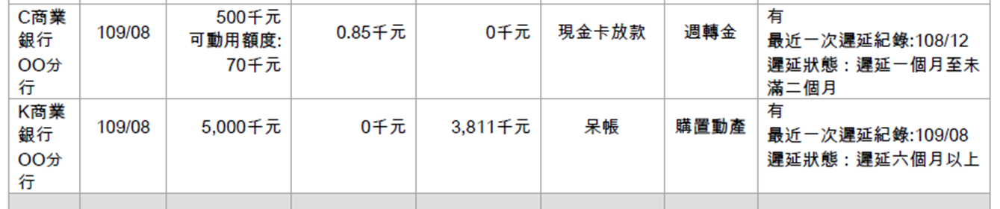 C商業
銀行
OO分
行
109/08
500千元
可動用額度:
70千元
0.85千元
0千元
現金卡放款
週轉金
有
最近一次遲延紀錄:108/12
遲延狀態：遲延一個月至未
滿二個月
K商業
銀行
OO分
行
109/08
5,000千元
0千元
3,811千元
呆帳
購置動產
有
最近一次遲延紀錄:109/08
遲延狀態：遲延六個月以上